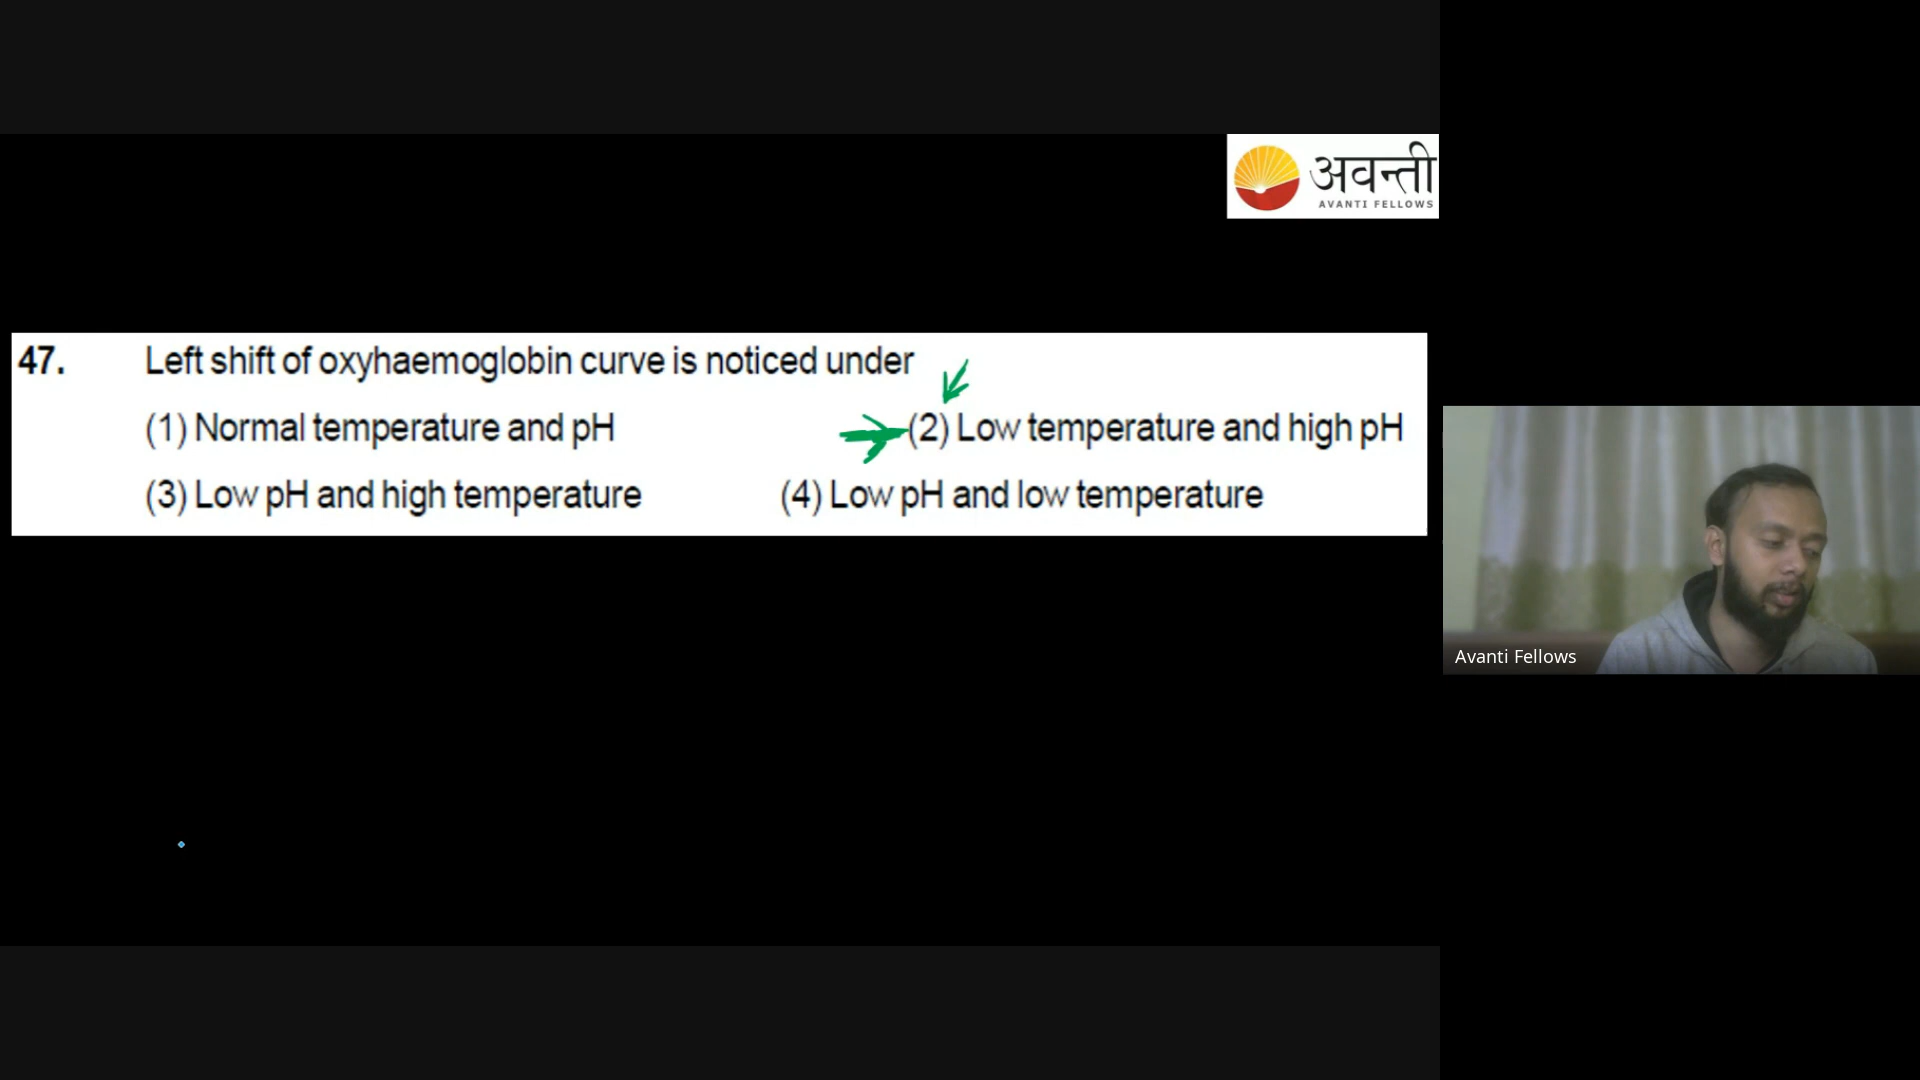 अवन्ती
AVANTI FELLOWS
47. Left shift of oxyhaemoglobin curve is noticed under
(1) Normal temperature and pH (2) Low temperature and high pH
(3) Low pH and high temperature (4) Low pH and low temperature
Avanti Fellows